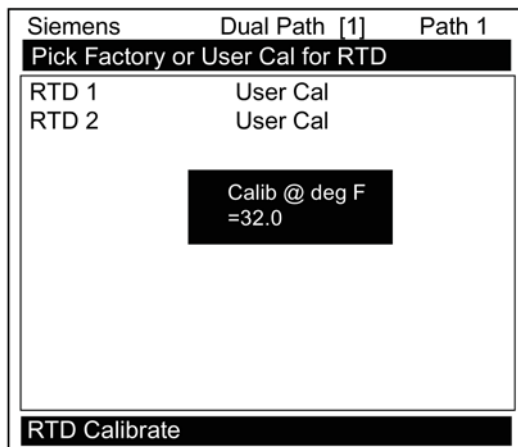 Siemens Dual Path [1] Path 1
Pick Factory or User Cal for RTD
RTD 1 User Cal
RTD 2 User Cal
Calib @ deg F
=32.0
RTD Calibrate